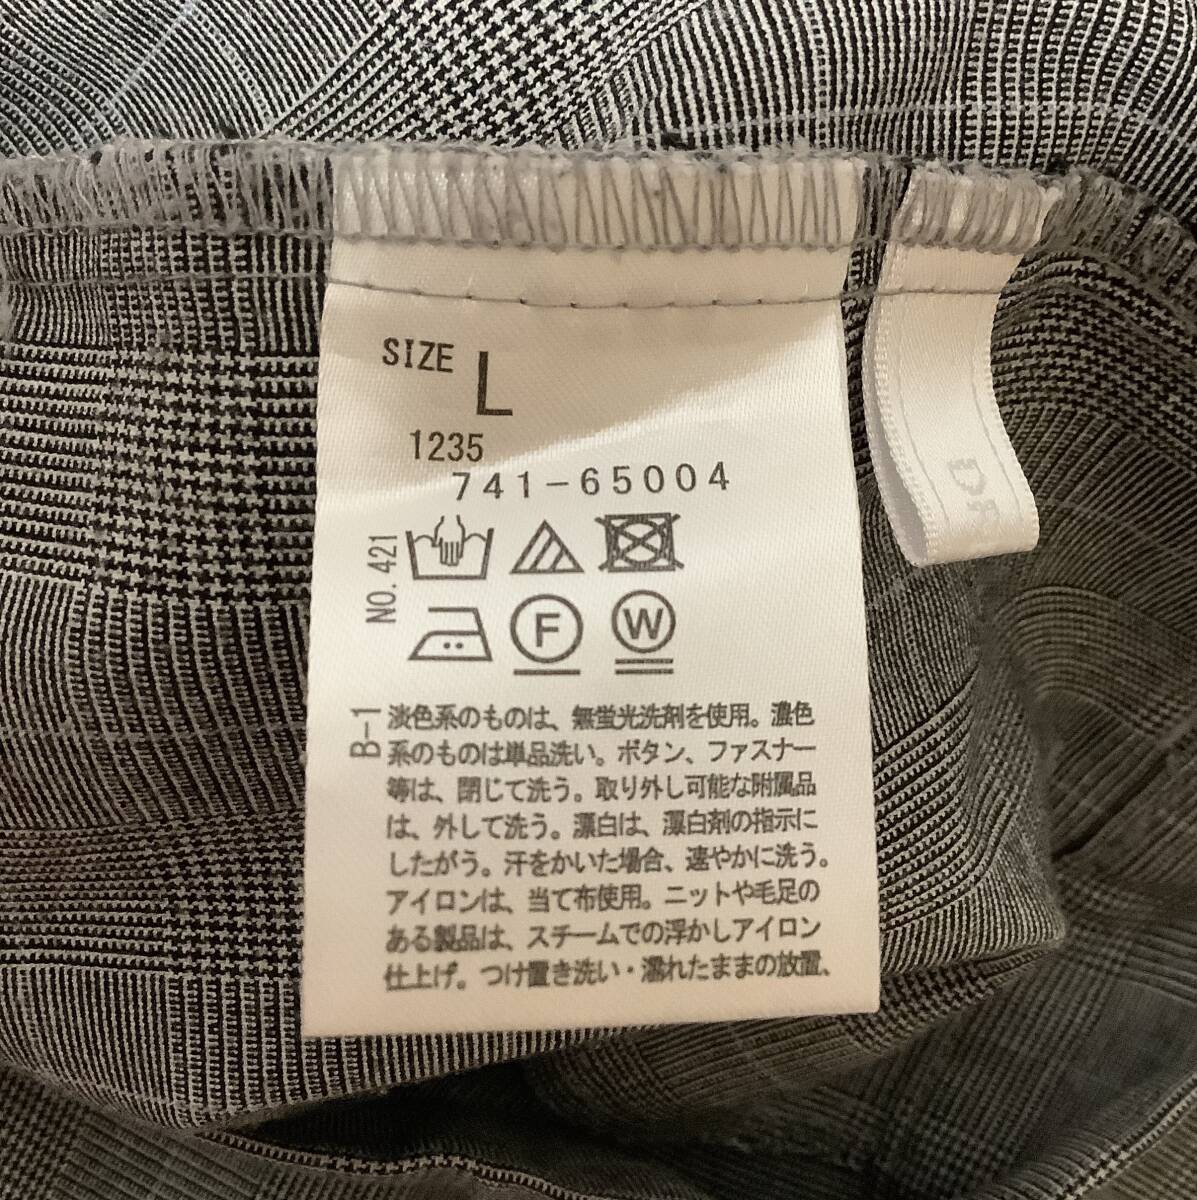 SIZE L
1235
741-65004
NO. 421
F
W
B-1
淡色系のものは、無蛍光洗剤を使用。濃色
系のものは単品洗い。ボタン、ファスナー
等は、閉じて洗う。取り外し可能な附属品
は、外して洗う。漂白は、漂白剤の指示に
したがう。汗をかいた場合、速やかに洗う。
アイロンは、当て布使用。ニットや毛足の
ある製品は、スチームでの浮かしアイロン
仕上げ。つけ置き洗い・濡れたままの放置、